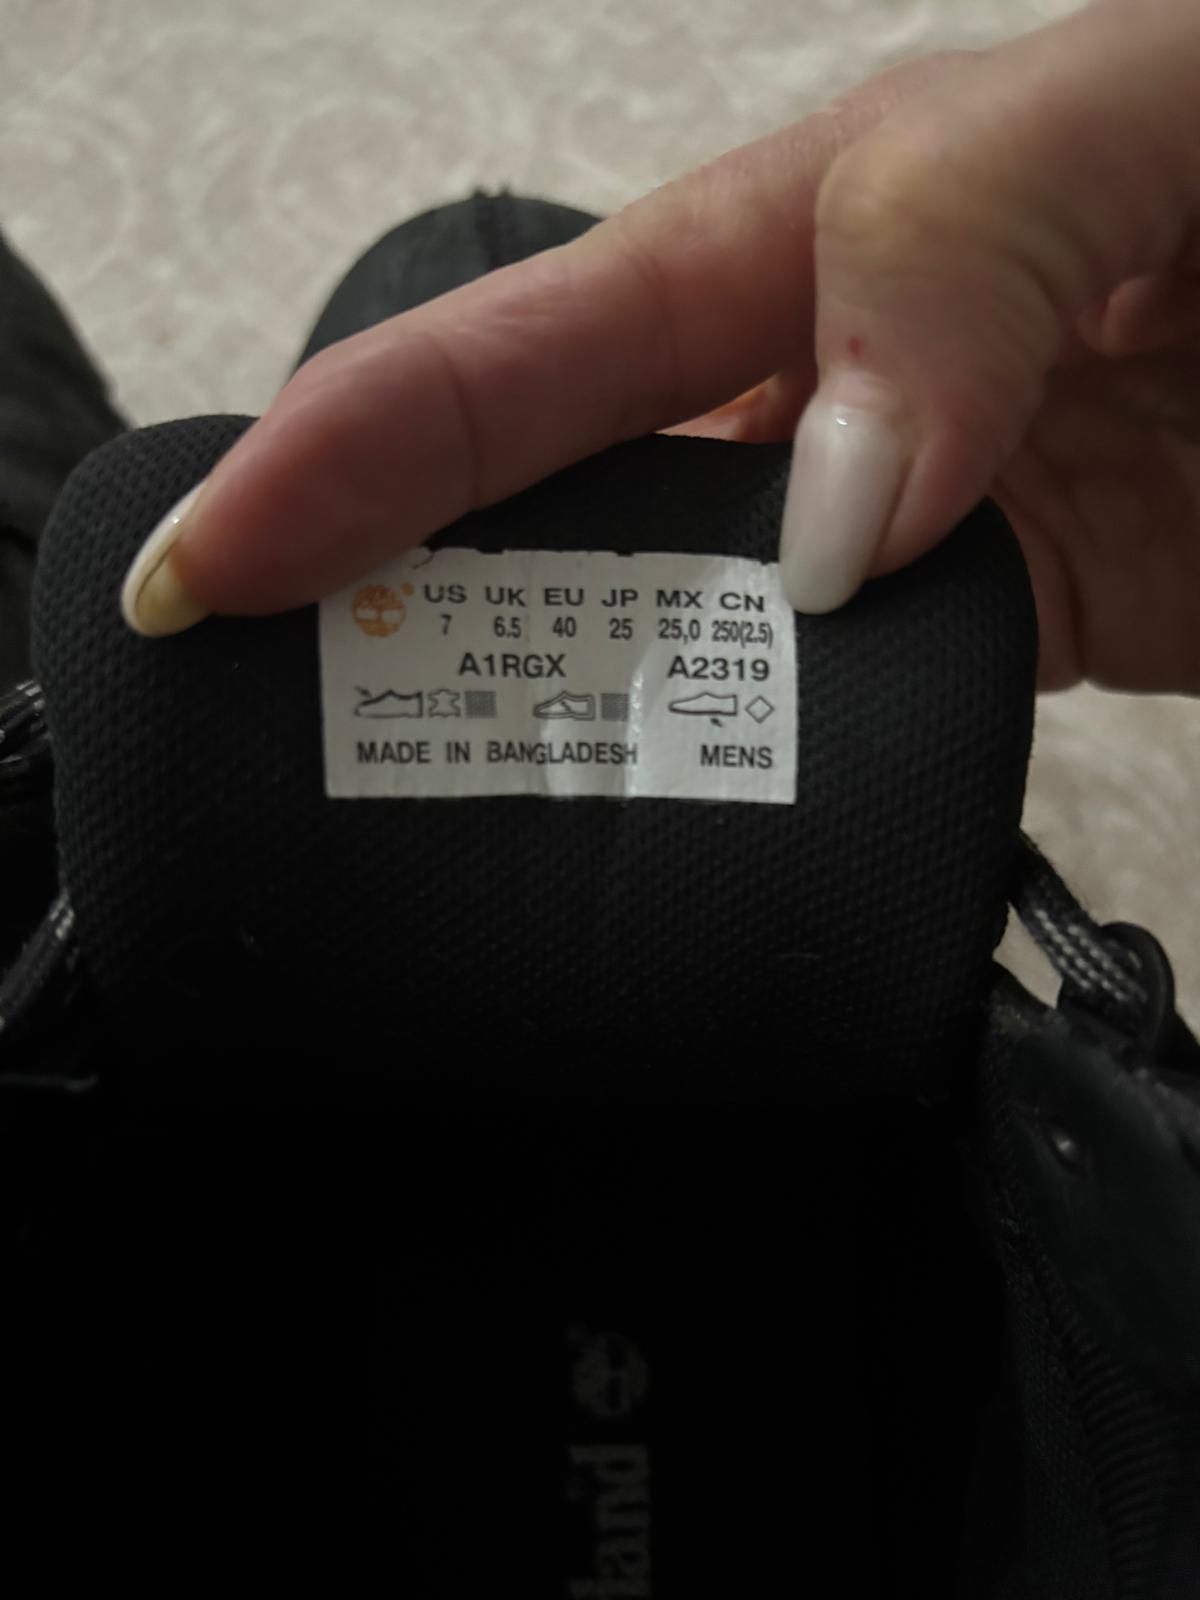 US UK EU JP MX CN
7 6.5 40 25 25,0 250(2.5)
A1RGX A2319
MADE IN BANGLADESH MENS
land